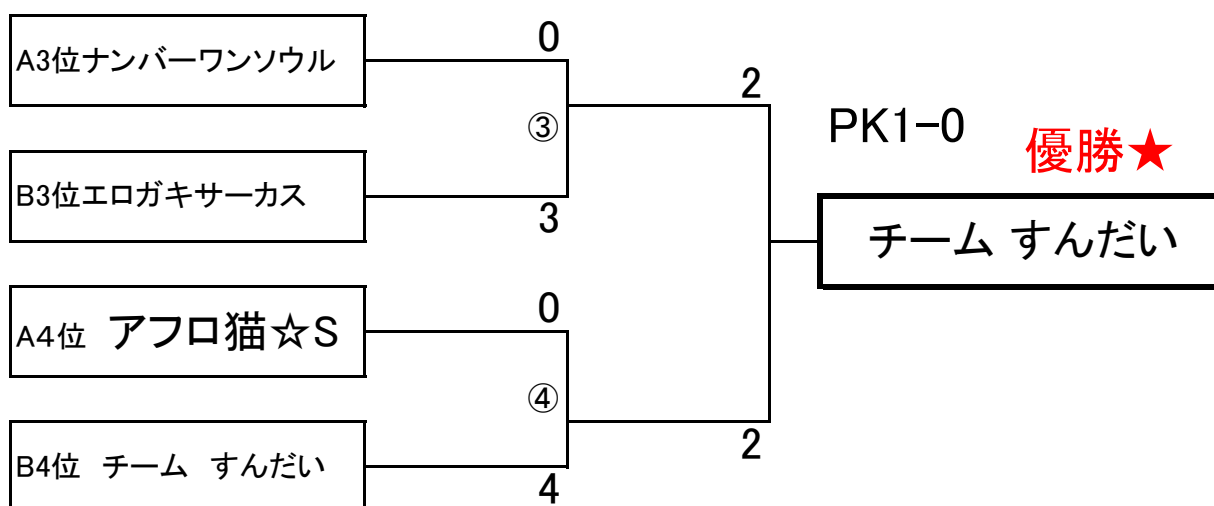 A3位ナンバーワンソウル
0
③
B3位エロガキサーカス
3
2
PK1-0
優勝★
チーム すんだい
A4位 アフロ猫☆S
0
④
B4位 チーム すんだい
4
2